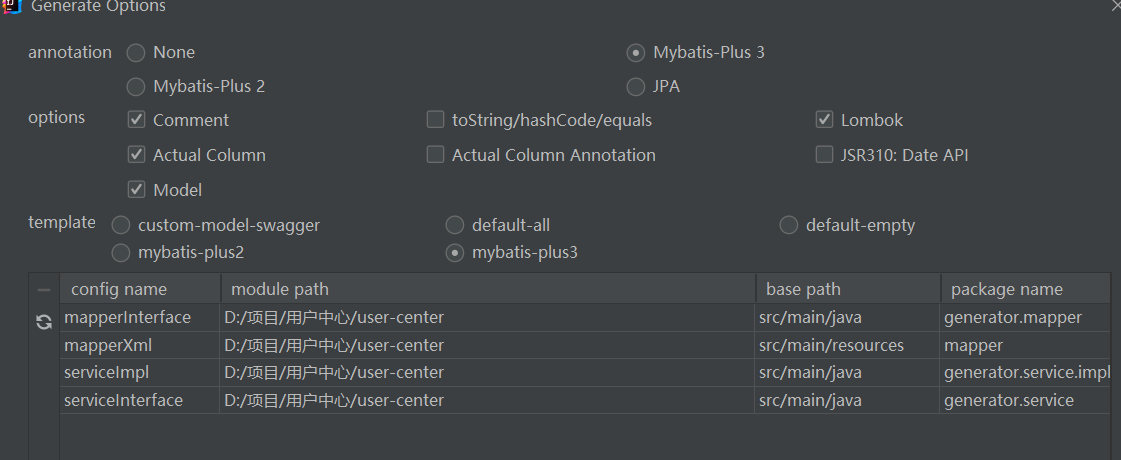 Generate Options
annotation None Mybatis-Plus 3
Mybatis-Plus 2 JPA
options Comment toString/hashCode/equals Lombok
Actual Column Actual Column Annotation JSR310: Date API
Model
template custom-model-swagger default-all default-empty
mybatis-plus2 mybatis-plus3
config name module path base path package name
mapperInterface D:/项目/用户中心/user-center src/main/java generator.mapper
mapperXml D:/项目/用户中心/user-center src/main/resources mapper
serviceImpl D:/项目/用户中心/user-center src/main/java generator.service.impl
serviceInterface D:/项目/用户中心/user-center src/main/java generator.service